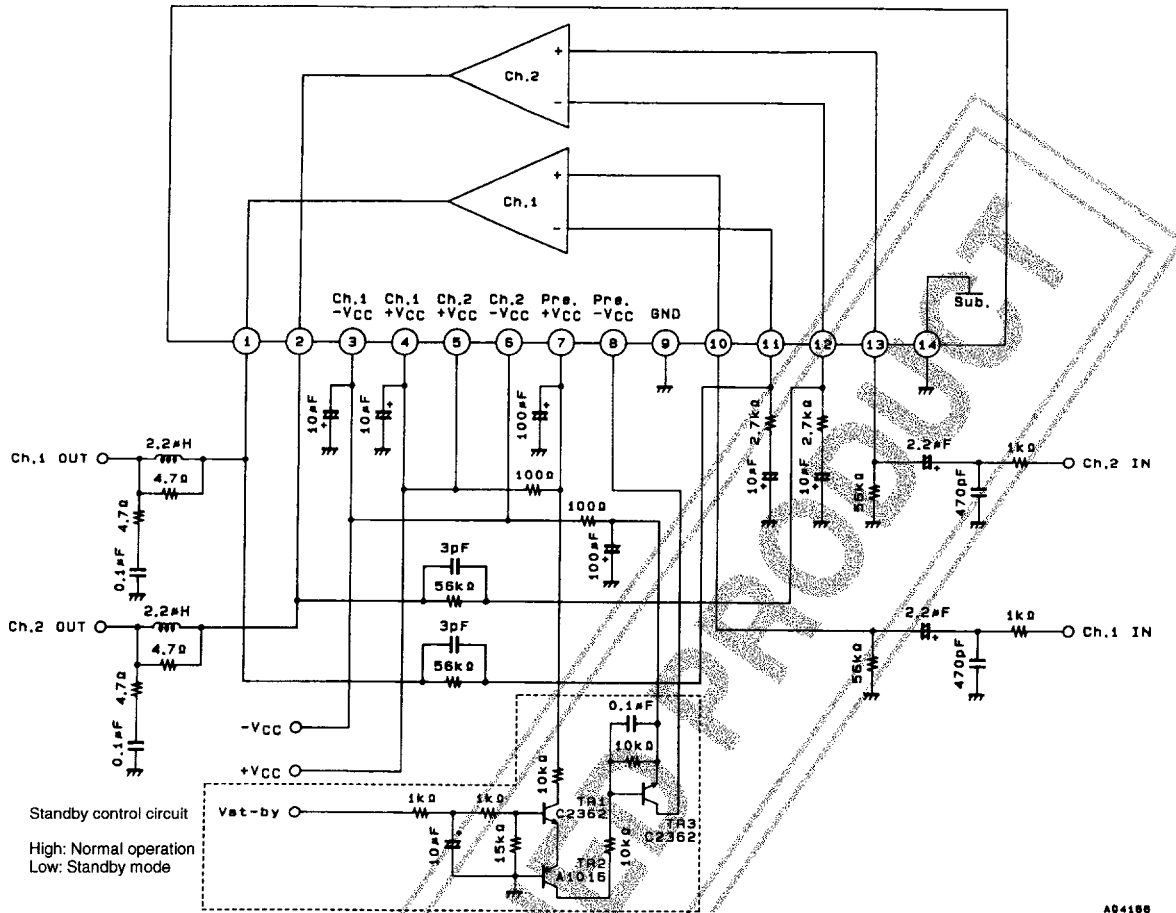 +
Ch.2
−
+
Ch.1
−
Sub.
Ch.1 Ch.1 Ch.2 Ch.2 Pre. Pre.
-VCC +VCC +VCC -VCC +VCC -VCC GND
1 2 3 4 5 6 7 8 9 10 11 12 13 14
10µF
+
10µF
+
100µF
+
2.7kΩ
2.7kΩ
10µF
+
10µF
+
2.2µH
Ch.1 OUT
4.7Ω
4.7Ω
0.1µF
100Ω
100Ω
100µF
+
2.2µF
+
1kΩ
Ch.2 IN
56kΩ
470pF
3pF
56kΩ
2.2µH
Ch.2 OUT
4.7Ω
4.7Ω
0.1µF
3pF
56kΩ
2.2µF
+
1kΩ
Ch.1 IN
56kΩ
470pF
-VCC
+VCC
0.1µF
10kΩ
10kΩ
Standby control circuit
High: Normal operation
Low: Standby mode
Vst-by
1kΩ
1kΩ
10µF
+
15kΩ
TR1
C2362
TR2
A1015
10kΩ
TR3
C2362
ED PRODUCT
A04166